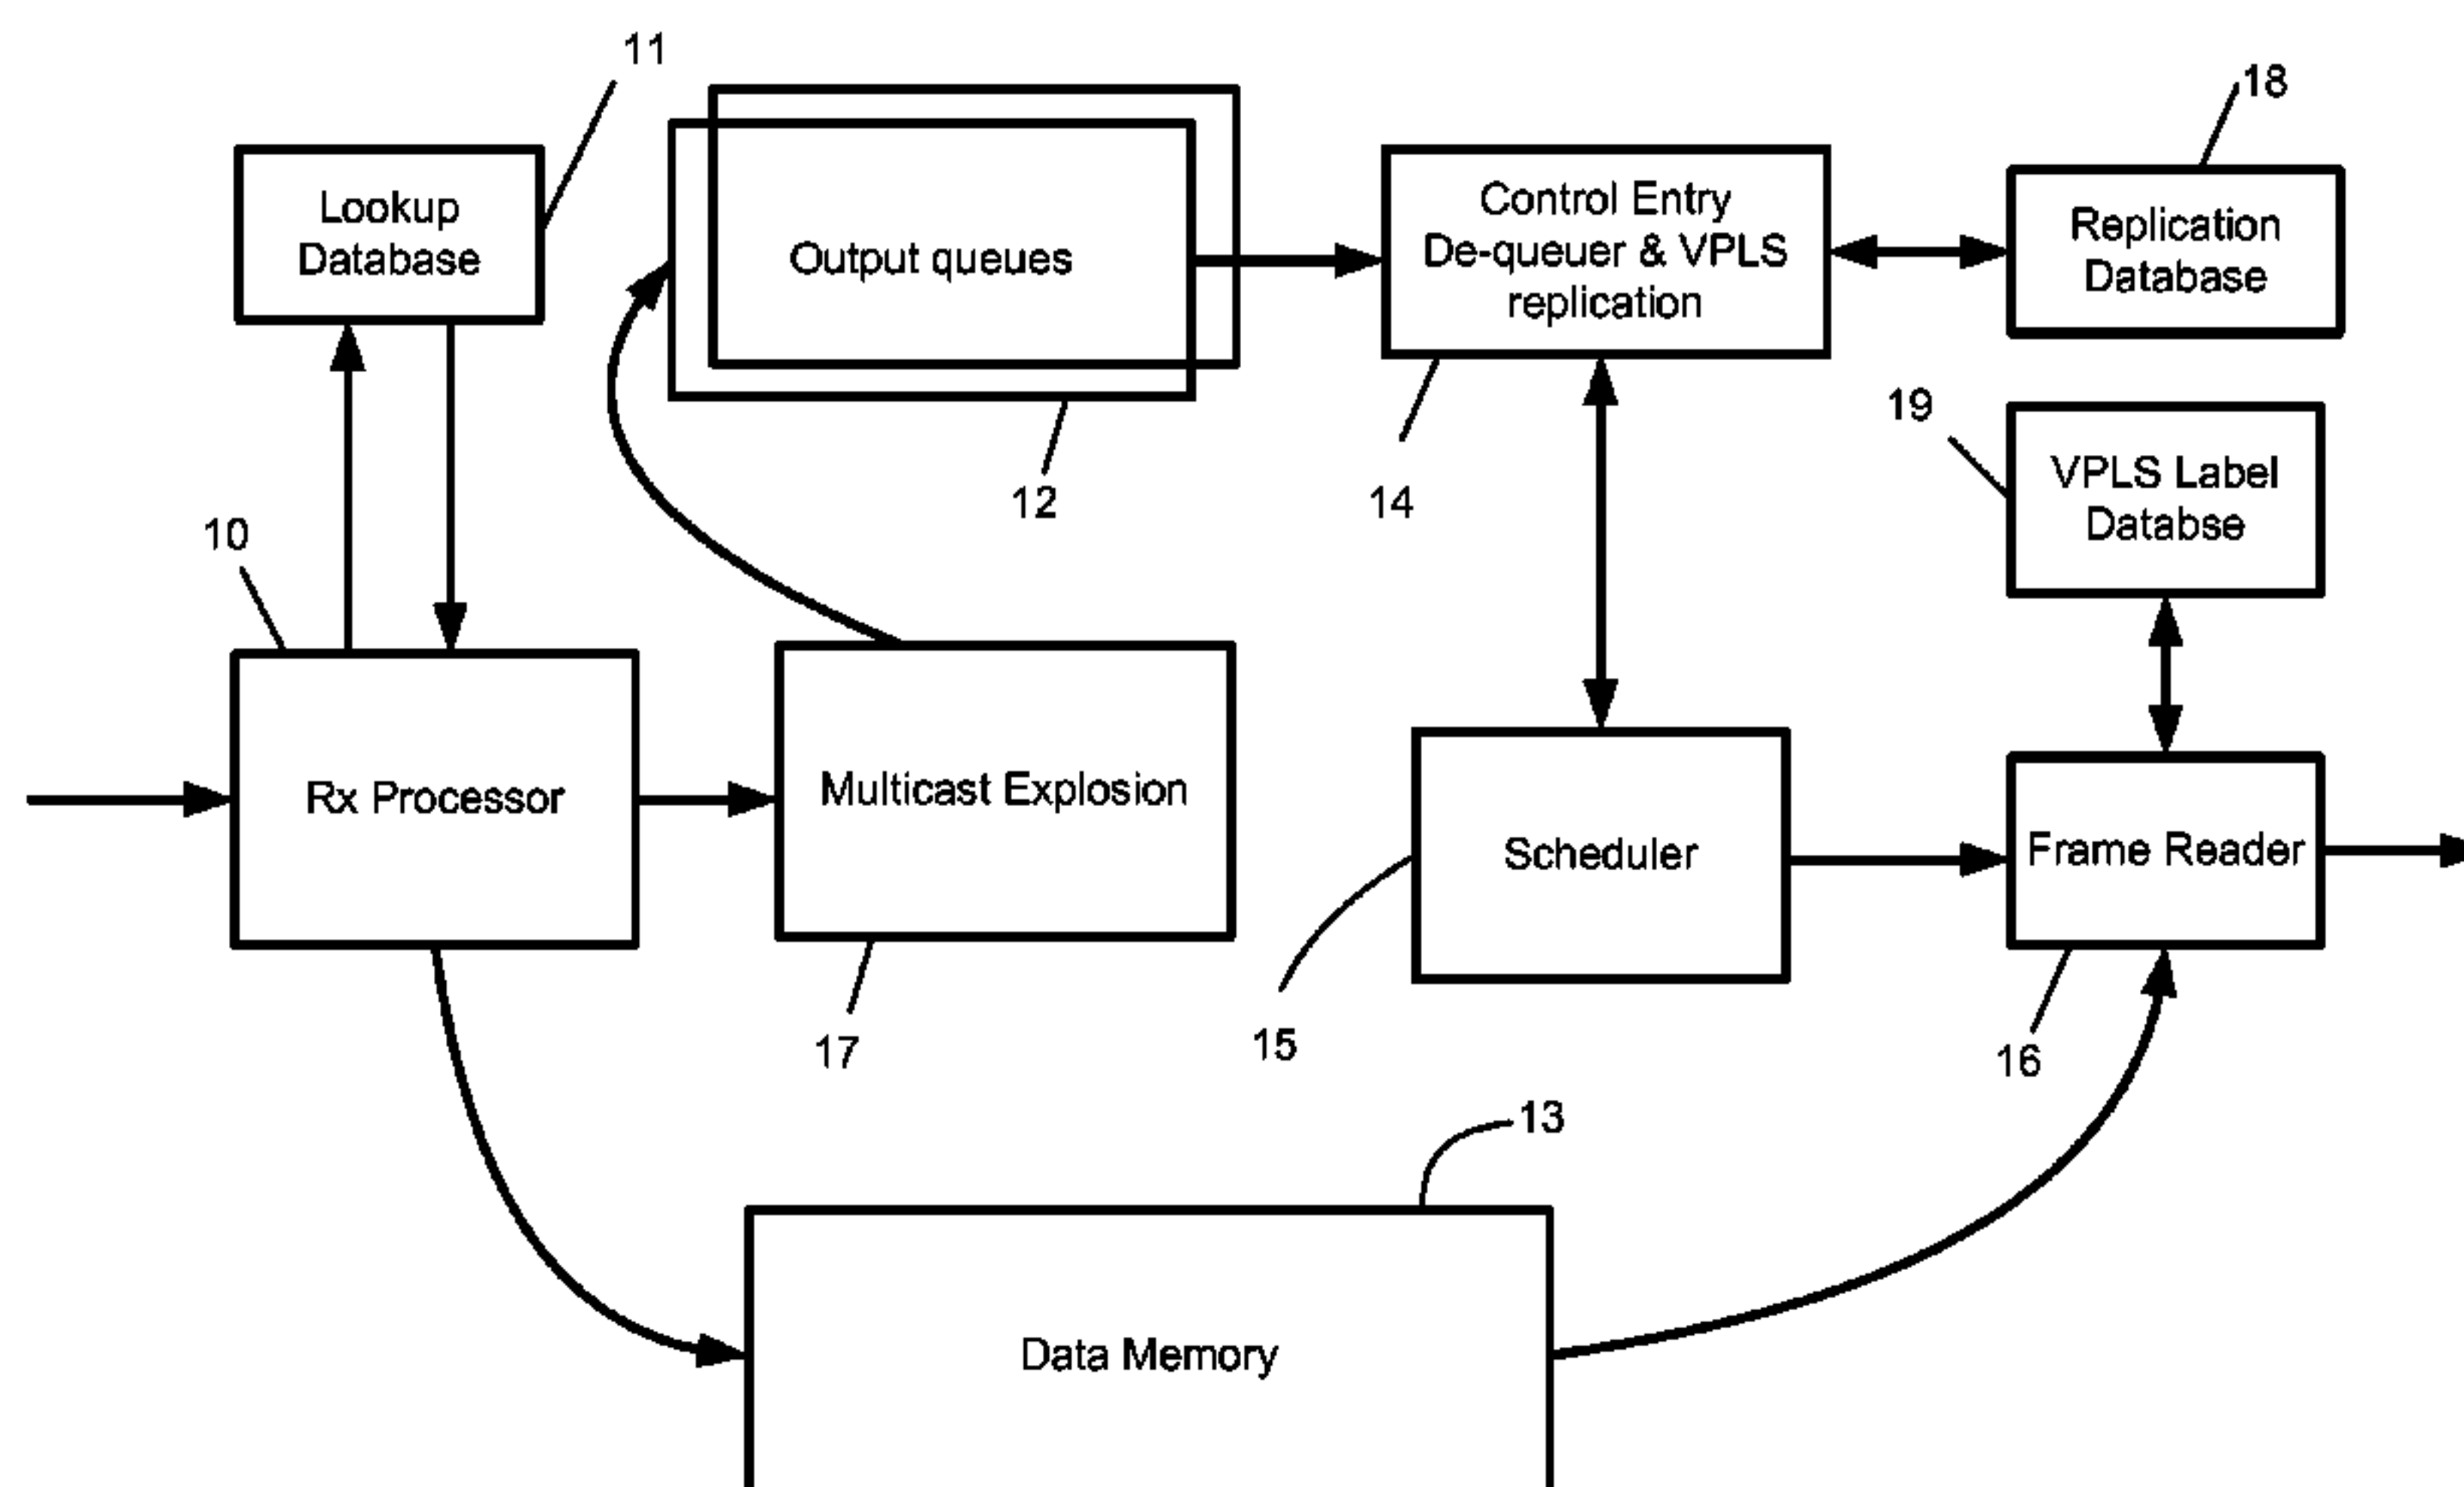 11
18
Lookup
Database
Output queues
Control Entry
De-queuer & VPLS
replication
Replication
Database
12
14
19
VPLS Label
Databse
10
Rx Processor
Multicast Explosion
Scheduler
Frame Reader
17
15
16
13
Data Memory